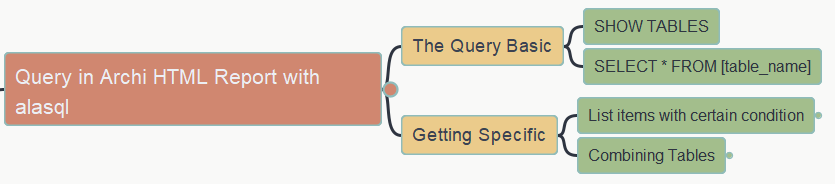 Query in Archi HTML Report with
alasql
The Query Basic
SHOW TABLES
SELECT * FROM [table_name]
Getting Specific
List items with certain condition
Combining Tables